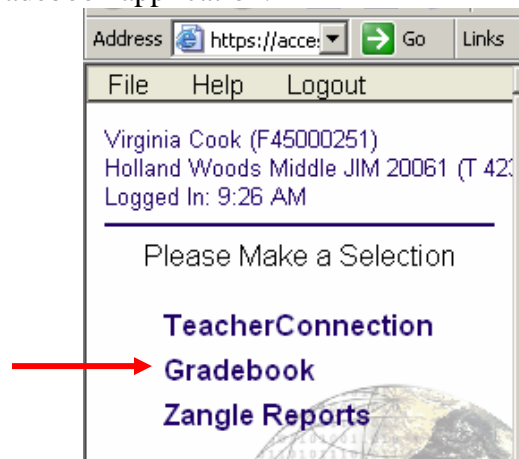 Address https://acce: Go Links
File Help Logout
Virginia Cook (F45000251)
Holland Woods Middle JIM 20061 (T 42
Logged In: 9:26 AM
Please Make a Selection
TeacherConnection
Gradebook
Zangle Reports